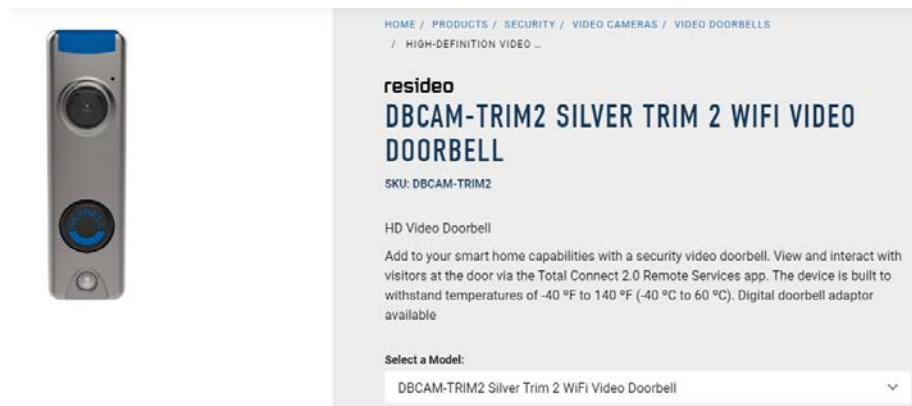 HOME / PRODUCTS / SECURITY / VIDEO CAMERAS / VIDEO DOORBELLS
/ HIGH-DEFINITION VIDEO ...
resideo
DBCAM-TRIM2 SILVER TRIM 2 WIFI VIDEO
DOORBELL
SKU: DBCAM-TRIM2
HD Video Doorbell
Add to your smart home capabilities with a security video doorbell. View and interact with
visitors at the door via the Total Connect 2.0 Remote Services app. The device is built to
withstand temperatures of -40 ºF to 140 ºF (-40 ºC to 60 ºC). Digital doorbell adaptor
available
Select a Model:
DBCAM-TRIM2 Silver Trim 2 WiFi Video Doorbell